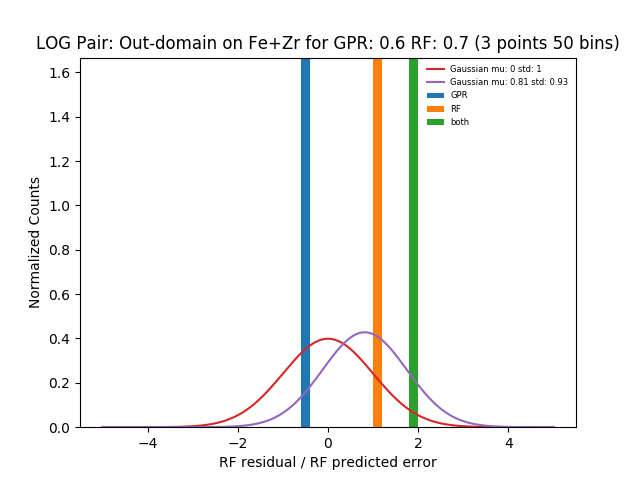 LOG Pair: Out-domain on Fe+Zr for GPR: 0.6 RF: 0.7 (3 points 50 bins)
Gaussian mu: 0 std: 1
Gaussian mu: 0.81 std: 0.93
GPR
RF
both
Normalized Counts
1.6
1.4
1.2
1.0
0.8
0.6
0.4
0.2
0.0
−4 −2 0 2 4
RF residual / RF predicted error